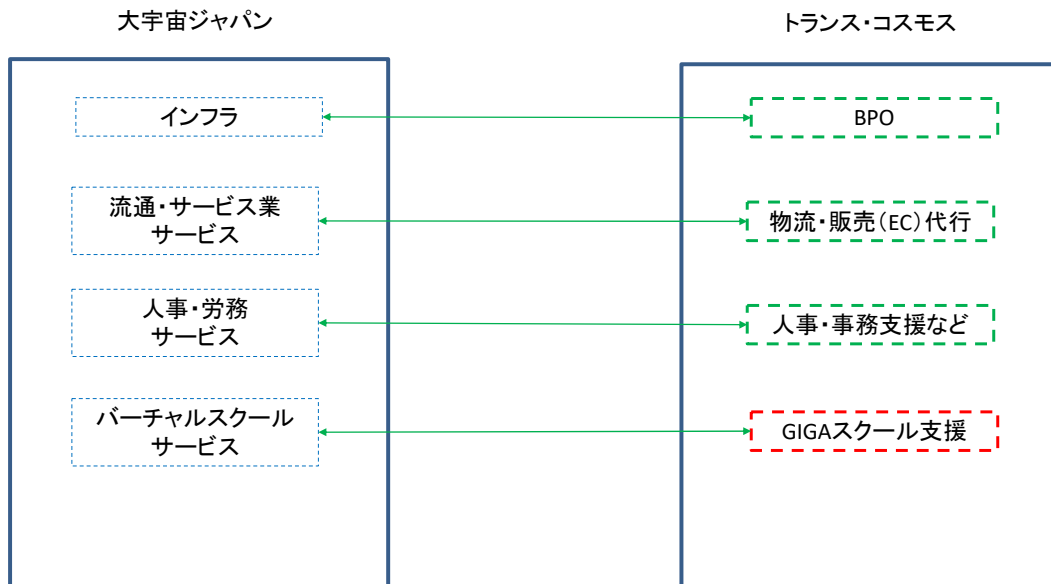 大宇宙ジャパン
トランス・コスモス
インフラ
BPO
流通・サービス業
サービス
物流・販売（EC）代行
人事・労務
サービス
人事・事務支援など
バーチャルスクール
サービス
GIGAスクール支援